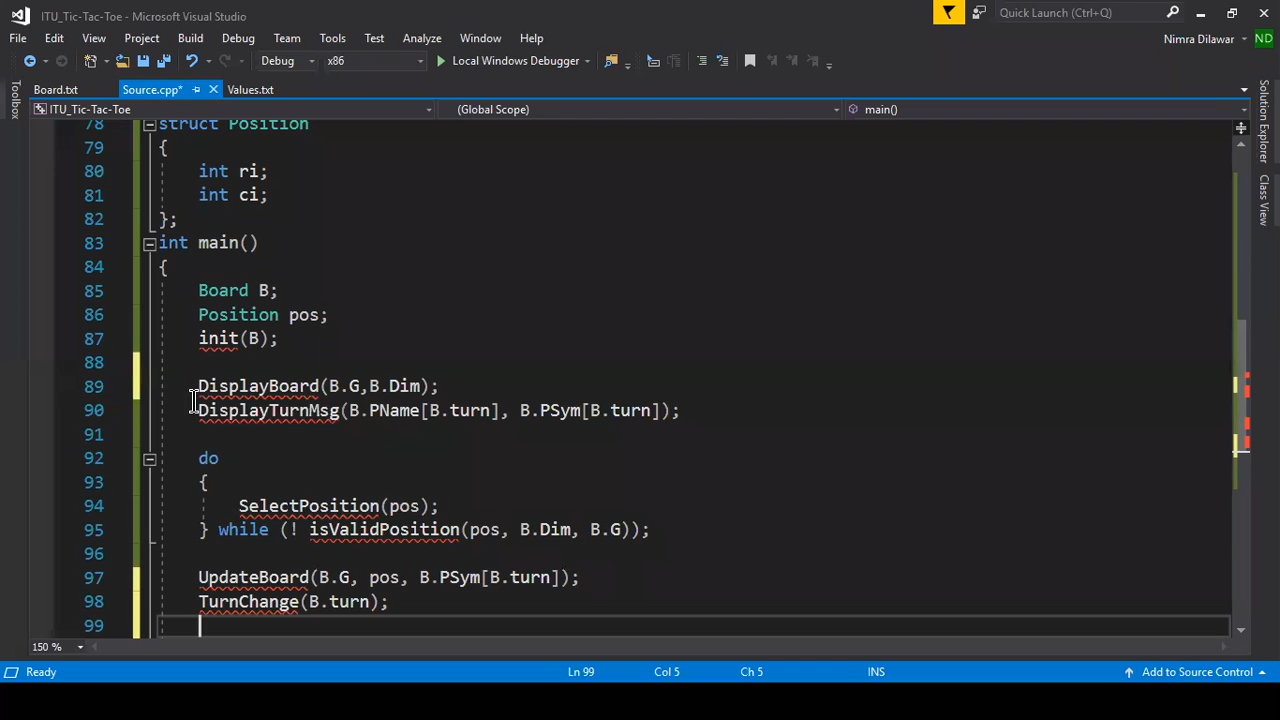 ITU_Tic-Tac-Toe - Microsoft Visual Studio
Quick Launch (Ctrl+Q)
File Edit View Project Build Debug Team Tools Test Analyze Window Help
Nimra Dilawar ND
Debug x86 Local Windows Debugger
Toolbox
Board.txt Source.cpp* Values.txt
ITU_Tic-Tac-Toe (Global Scope) main()
Solution Explorer
Class View
78 struct Position
79 {
80 int ri;
81 int ci;
82 };
83 int main()
84 {
85 Board B;
86 Position pos;
87 init(B);
88
89 DisplayBoard(B.G,B.Dim);
90 DisplayTurnMsg(B.PName[B.turn], B.PSym[B.turn]);
91
92 do
93 {
94 SelectPosition(pos);
95 } while (! isValidPosition(pos, B.Dim, B.G));
96
97 UpdateBoard(B.G, pos, B.PSym[B.turn]);
98 TurnChange(B.turn);
99
150 %
Ready Ln 99 Col 5 Ch 5 INS Add to Source Control